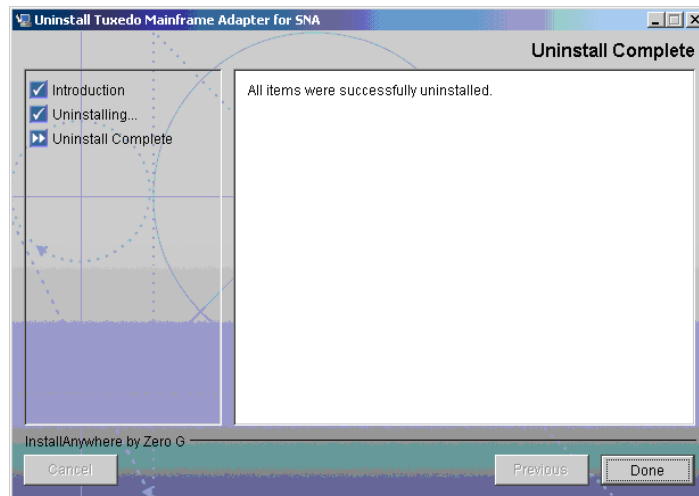 Uninstall Tuxedo Mainframe Adapter for SNA
Uninstall Complete
Introduction
Uninstalling...
Uninstall Complete
All items were successfully uninstalled.
InstallAnywhere by Zero G
Cancel
Previous
Done